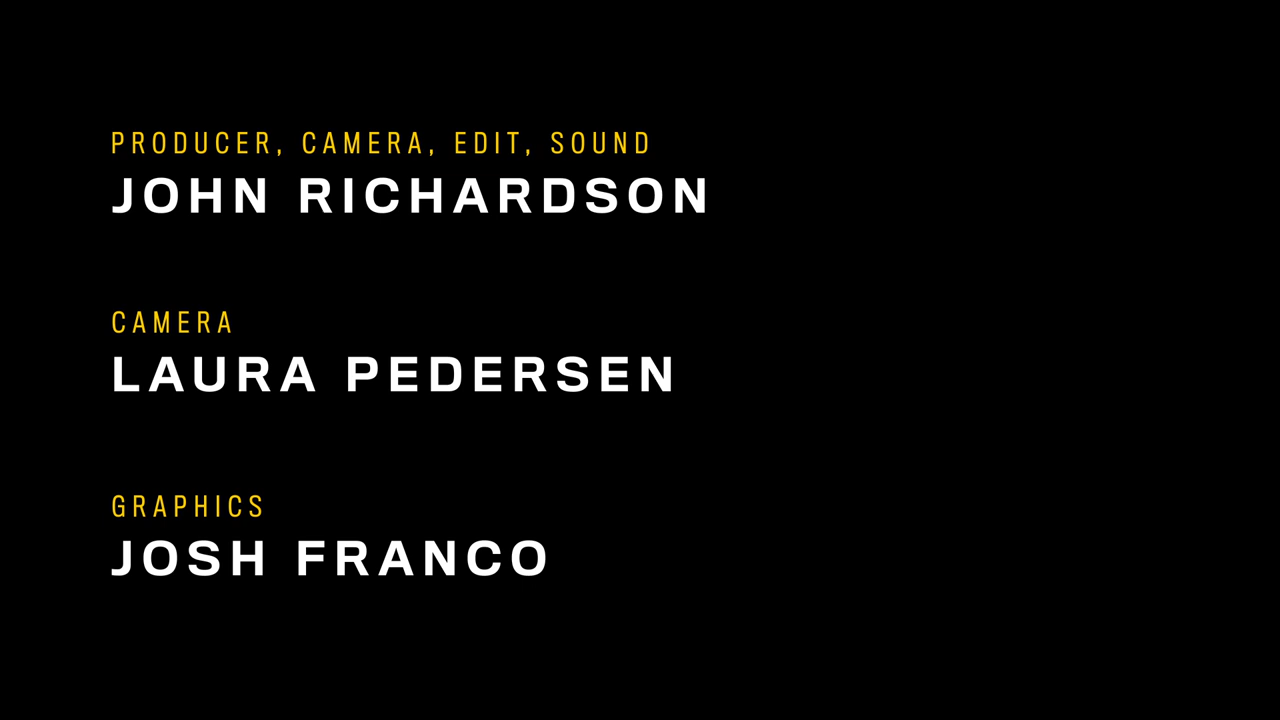 PRODUCER, CAMERA, EDIT, SOUND
JOHN RICHARDSON
CAMERA
LAURA PEDERSEN
GRAPHICS
JOSH FRANCO